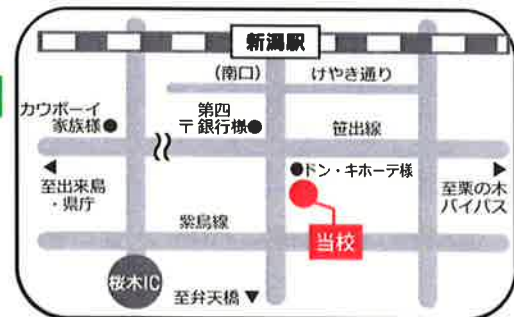 新潟駅
(南口)
けやき通り
カウボーイ
家族様●
第四
〒銀行様●
笹出線
◀
至出来島
・県庁
●ドン・キホーテ様
▶
至栗の木
バイパス
紫鳥線
当校
桜木IC
至弁天橋▼